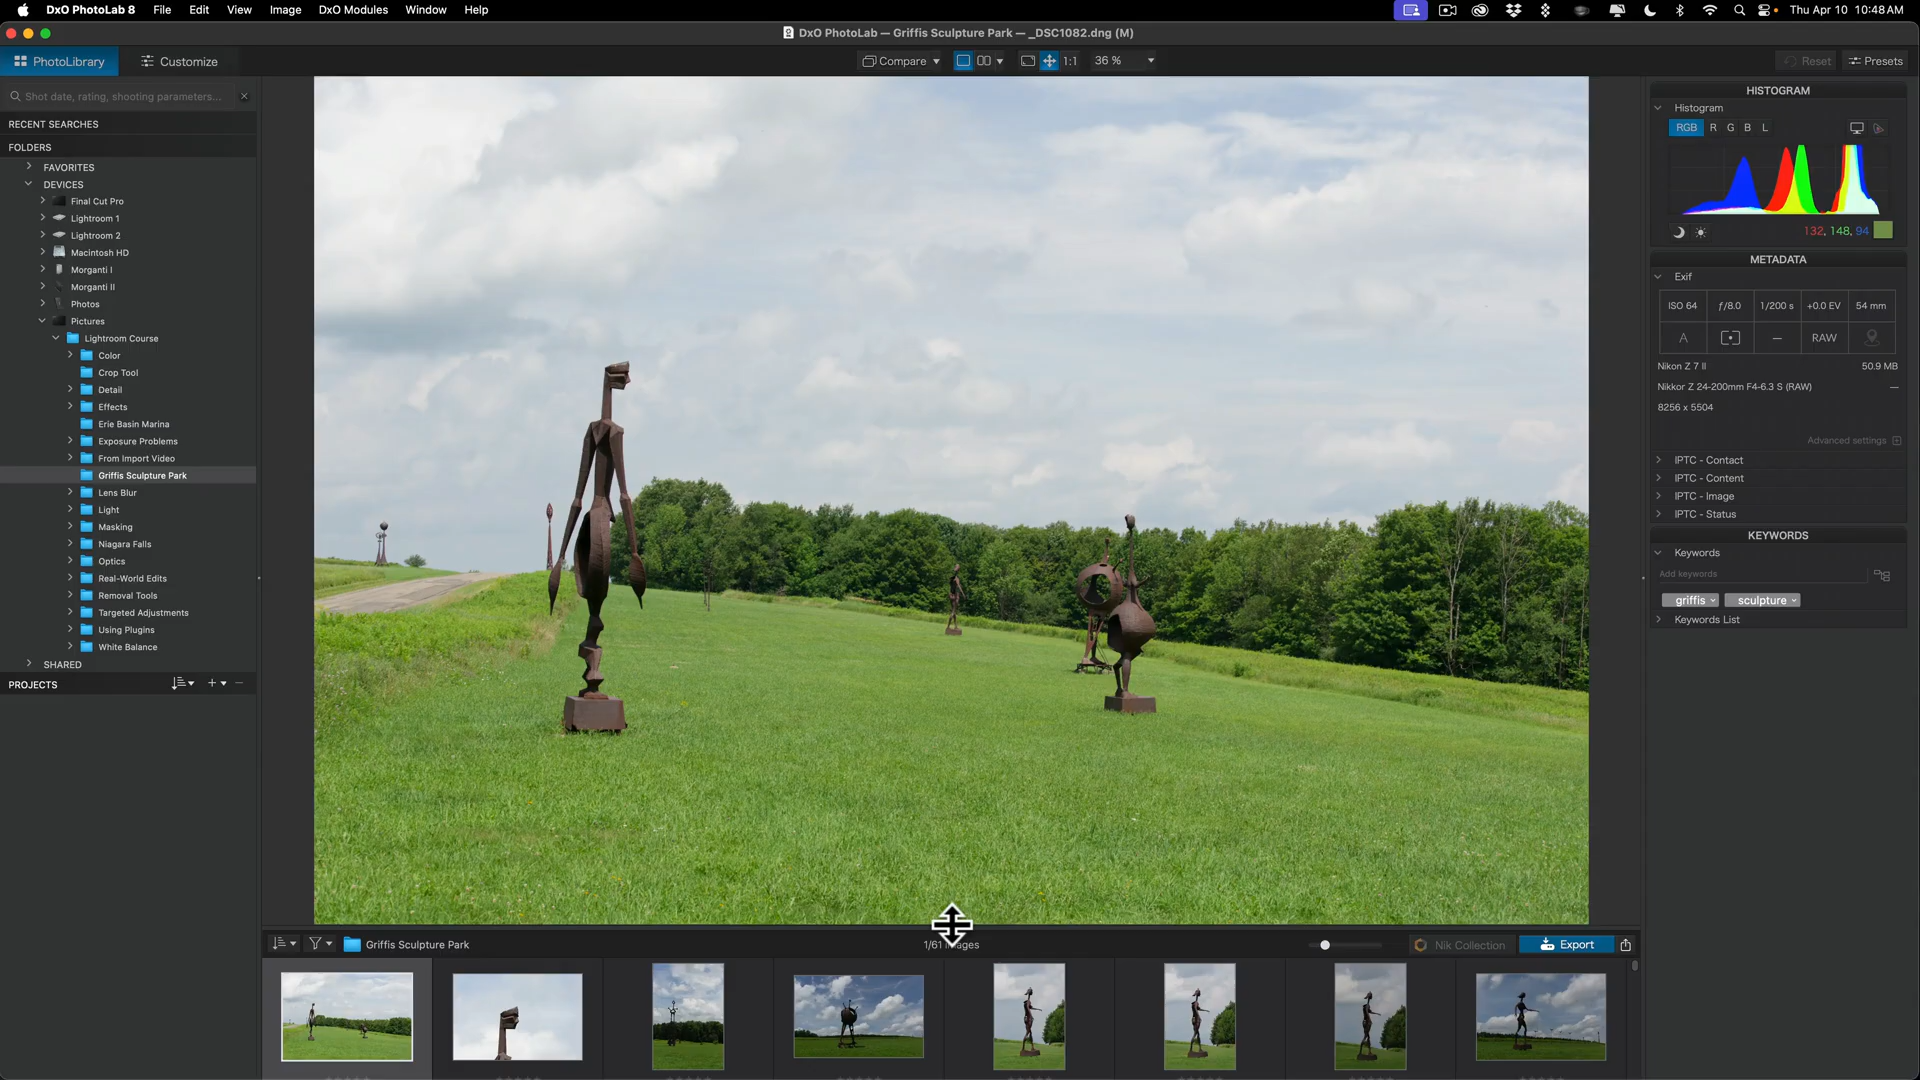 DxO PhotoLab 8 File Edit View Image DxO Modules Window Help Thu Apr 10 10:48 AM
DxO PhotoLab — Griffis Sculpture Park — _DSC1082.dng (M)
PhotoLibrary Customize Compare 1:1 36 % Reset Presets
Shot date, rating, shooting parameters...
RECENT SEARCHES
FOLDERS
FAVORITES
DEVICES
Final Cut Pro
Lightroom 1
Lightroom 2
Macintosh HD
Morganti I
Morganti II
Photos
Pictures
Lightroom Course
Color
Crop Tool
Detail
Effects
Erie Basin Marina
Exposure Problems
From Import Video
Griffis Sculpture Park
Lens Blur
Light
Masking
Niagara Falls
Optics
Real-World Edits
Removal Tools
Targeted Adjustments
Using Plugins
White Balance
SHARED
PROJECTS
HISTOGRAM
Histogram
RGB R G B L
132, 148, 94
METADATA
Exif
ISO 64 ƒ/8.0 1/200 s +0.0 EV 54 mm
A RAW
Nikon Z 7 II 50.9 MB
Nikkor Z 24-200mm F4-6.3 S (RAW) —
8256 x 5504
Advanced settings
IPTC - Contact
IPTC - Content
IPTC - Image
IPTC - Status
KEYWORDS
Keywords
Add keywords
griffis sculpture
Keywords List
Griffis Sculpture Park 1/61 images Nik Collection Export